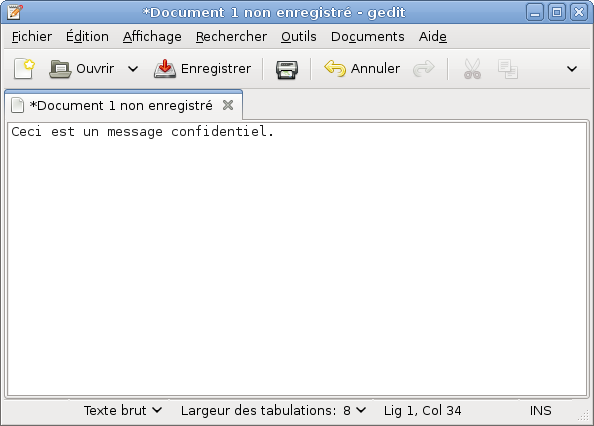 *Document 1 non enregistré - gedit
Fichier Édition Affichage Rechercher Outils Documents Aide
Ouvrir Enregistrer Annuler
*Document 1 non enregistré
Ceci est un message confidentiel.
Texte brut Largeur des tabulations: 8 Lig 1, Col 34 INS